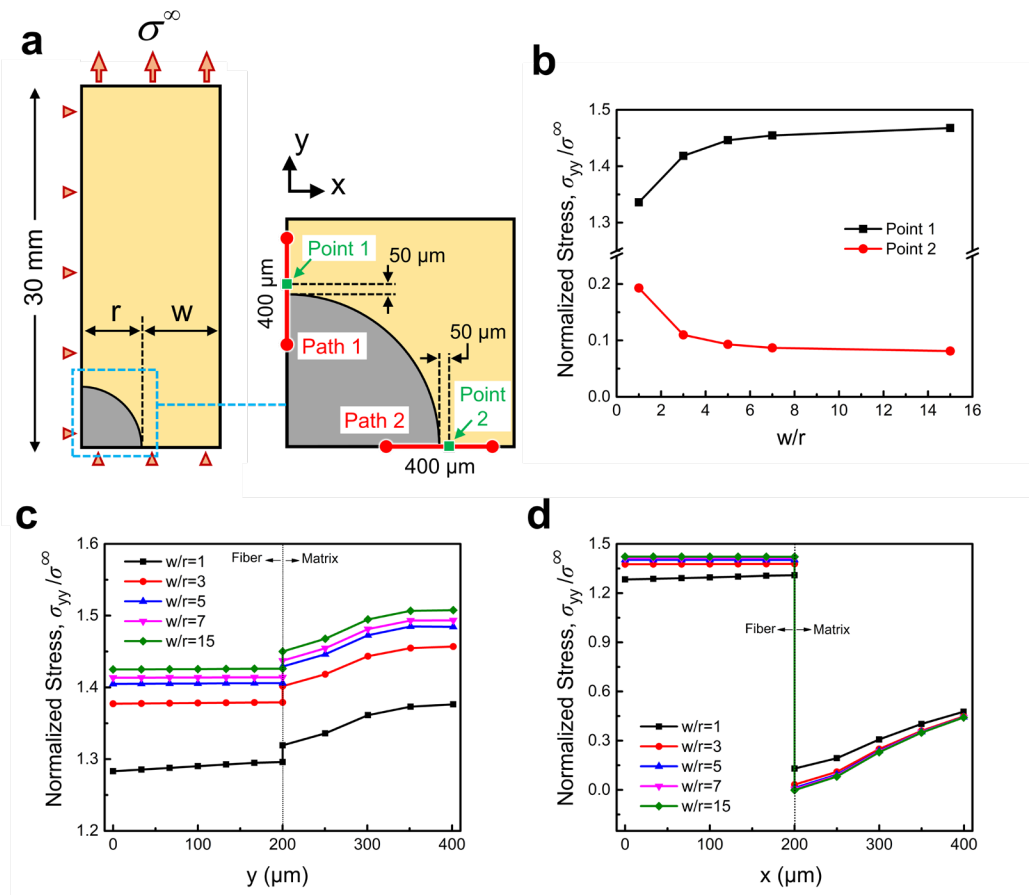 a
σ∞
30 mm
r
w
y
x
Point 1
50 μm
400 μm
Path 1
50 μm
Path 2
Point
2
400 μm
b
Normalized Stress, σyy/σ∞
1.5
1.4
1.3
0.2
0.1
0.0
Point 1
Point 2
0 2 4 6 8 10 12 14 16
w/r
c
Normalized Stress, σyy/σ∞
1.6
1.5
1.4
1.3
1.2
w/r=1
w/r=3
w/r=5
w/r=7
w/r=15
Fiber Matrix
0 100 200 300 400
y (μm)
d
Normalized Stress, σyy/σ∞
1.5
1.2
0.9
0.6
0.3
0.0
Fiber Matrix
w/r=1
w/r=3
w/r=5
w/r=7
w/r=15
0 100 200 300 400
x (μm)